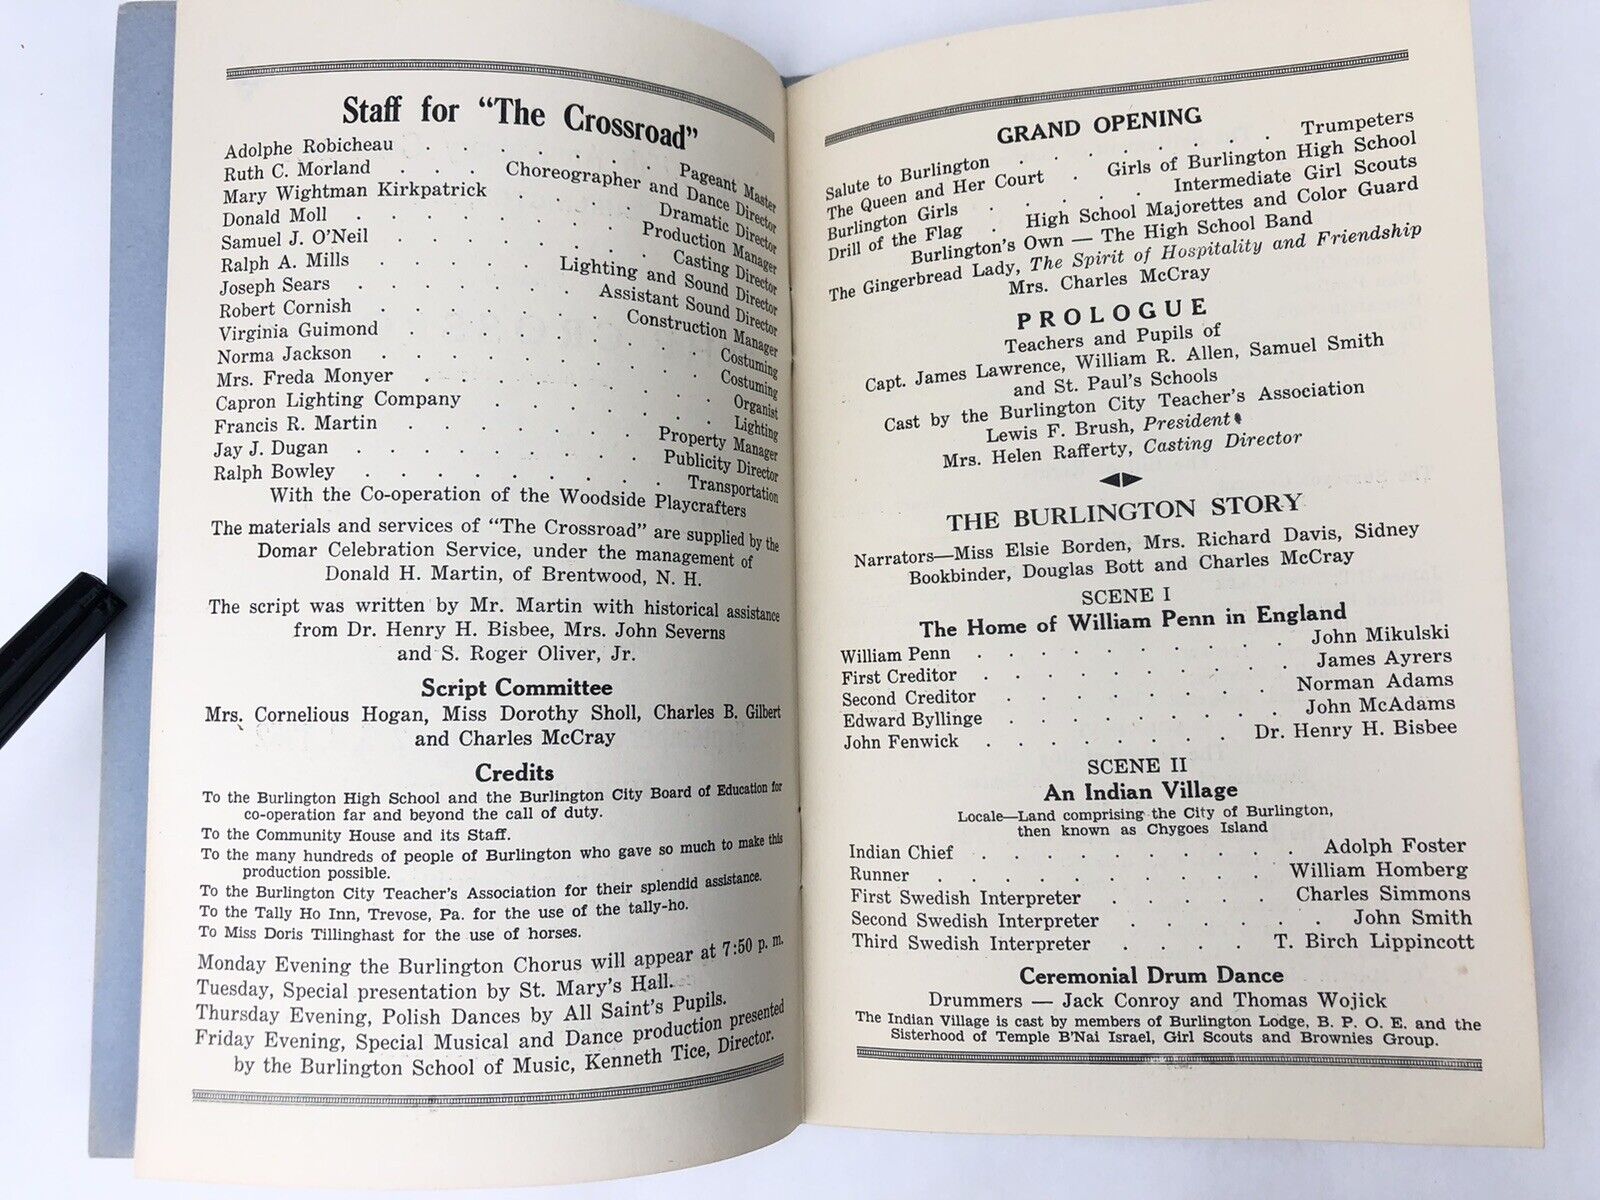 Staff for "The Crossroad"
Adolphe Robicheau . . . . . . . Pageant Master
Ruth C. Morland . . . Choreographer and Dance Director
Mary Wightman Kirkpatrick . . . . Dramatic Director
Donald Moll . . . . . . . . Production Manager
Samuel J. O'Neil . . . . . . . Casting Director
Ralph A. Mills . . . . . Lighting and Sound Director
Joseph Sears . . . . . . . Assistant Sound Director
Robert Cornish . . . . . . . Construction Manager
Virginia Guimond . . . . . . . . Costuming
Norma Jackson . . . . . . . . . Costuming
Mrs. Freda Monyer . . . . . . . . Organist
Capron Lighting Company . . . . . . Lighting
Francis R. Martin . . . . . . . Property Manager
Jay J. Dugan . . . . . . . . Publicity Director
Ralph Bowley . . . . . . . . Transportation
With the Co-operation of the Woodside Playcrafters
The materials and services of "The Crossroad" are supplied by the
Domar Celebration Service, under the management of
Donald H. Martin, of Brentwood, N. H.
The script was written by Mr. Martin with historical assistance
from Dr. Henry H. Bisbee, Mrs. John Severns
and S. Roger Oliver, Jr.
Script Committee
Mrs. Cornelious Hogan, Miss Dorothy Sholl, Charles B. Gilbert
and Charles McCray
Credits
To the Burlington High School and the Burlington City Board of Education for
co-operation far and beyond the call of duty.
To the Community House and its Staff.
To the many hundreds of people of Burlington who gave so much to make this
production possible.
To the Burlington City Teacher's Association for their splendid assistance.
To the Tally Ho Inn, Trevose, Pa. for the use of the tally-ho.
To Miss Doris Tillinghast for the use of horses.
Monday Evening the Burlington Chorus will appear at 7:50 p. m.
Tuesday, Special presentation by St. Mary's Hall.
Thursday Evening, Polish Dances by All Saint's Pupils.
Friday Evening, Special Musical and Dance production presented
by the Burlington School of Music, Kenneth Tice, Director.
GRAND OPENING
Salute to Burlington . . . . . . . Trumpeters
The Queen and Her Court . Girls of Burlington High School
Burlington Girls . . . . . Intermediate Girl Scouts
Drill of the Flag . High School Majorettes and Color Guard
Burlington's Own — The High School Band
The Gingerbread Lady, The Spirit of Hospitality and Friendship
Mrs. Charles McCray
PROLOGUE
Teachers and Pupils of
Capt. James Lawrence, William R. Allen, Samuel Smith
and St. Paul's Schools
Cast by the Burlington City Teacher's Association
Lewis F. Brush, President
Mrs. Helen Rafferty, Casting Director
THE BURLINGTON STORY
Narrators—Miss Elsie Borden, Mrs. Richard Davis, Sidney
Bookbinder, Douglas Bott and Charles McCray
SCENE I
The Home of William Penn in England
William Penn . . . . . . . . . . John Mikulski
First Creditor . . . . . . . . . . James Ayrers
Second Creditor . . . . . . . . . Norman Adams
Edward Byllinge . . . . . . . . . John McAdams
John Fenwick . . . . . . . . Dr. Henry H. Bisbee
SCENE II
An Indian Village
Locale—Land comprising the City of Burlington,
then known as Chygoes Island
Indian Chief . . . . . . . . . . Adolph Foster
Runner . . . . . . . . . . . William Homberg
First Swedish Interpreter . . . . . Charles Simmons
Second Swedish Interpreter . . . . . . John Smith
Third Swedish Interpreter . . . . T. Birch Lippincott
Ceremonial Drum Dance
Drummers — Jack Conroy and Thomas Wojick
The Indian Village is cast by members of Burlington Lodge, B. P. O. E. and the
Sisterhood of Temple B'Nai Israel, Girl Scouts and Brownies Group.